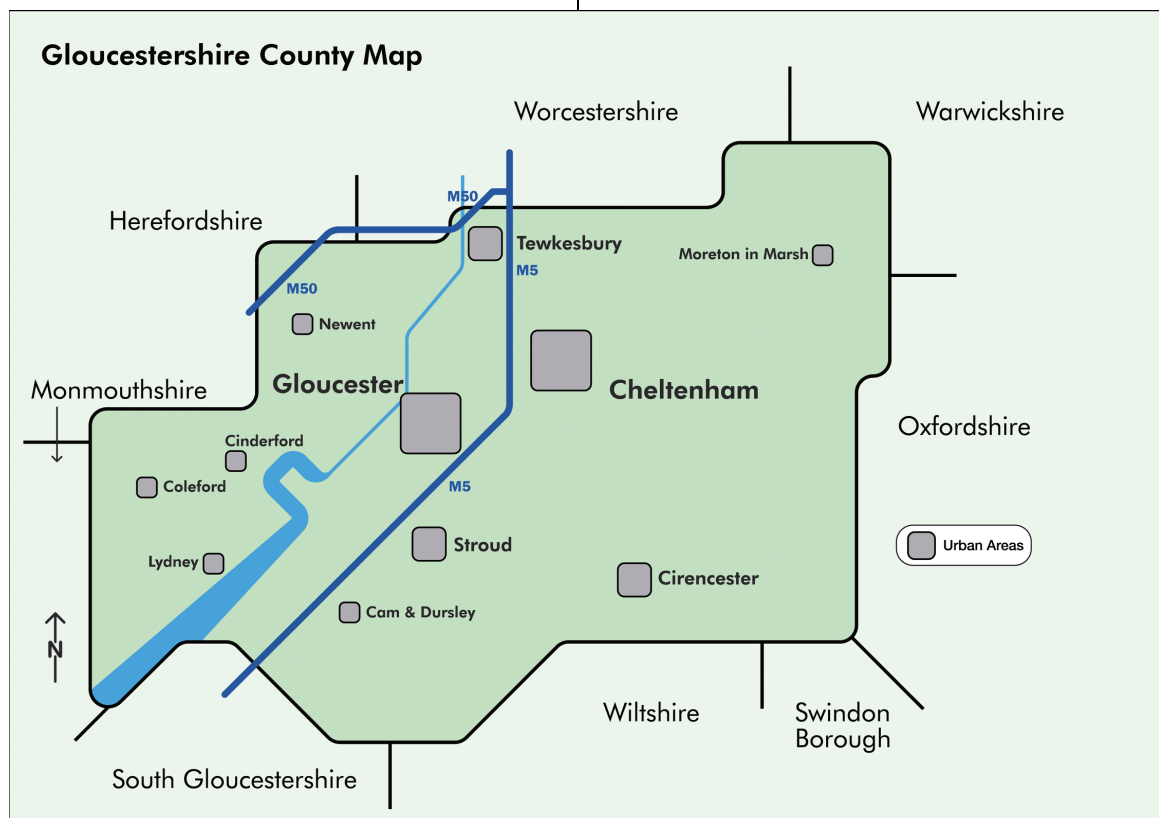 Gloucestershire County Map
Worcestershire
Warwickshire
M50
Herefordshire
Tewkesbury
Moreton in Marsh
M5
M50
Newent
Gloucester
Cheltenham
Monmouthshire
Oxfordshire
Cinderford
Coleford
M5
Stroud
Urban Areas
Lydney
Cirencester
Cam & Dursley
N
Wiltshire
Swindon
Borough
South Gloucestershire